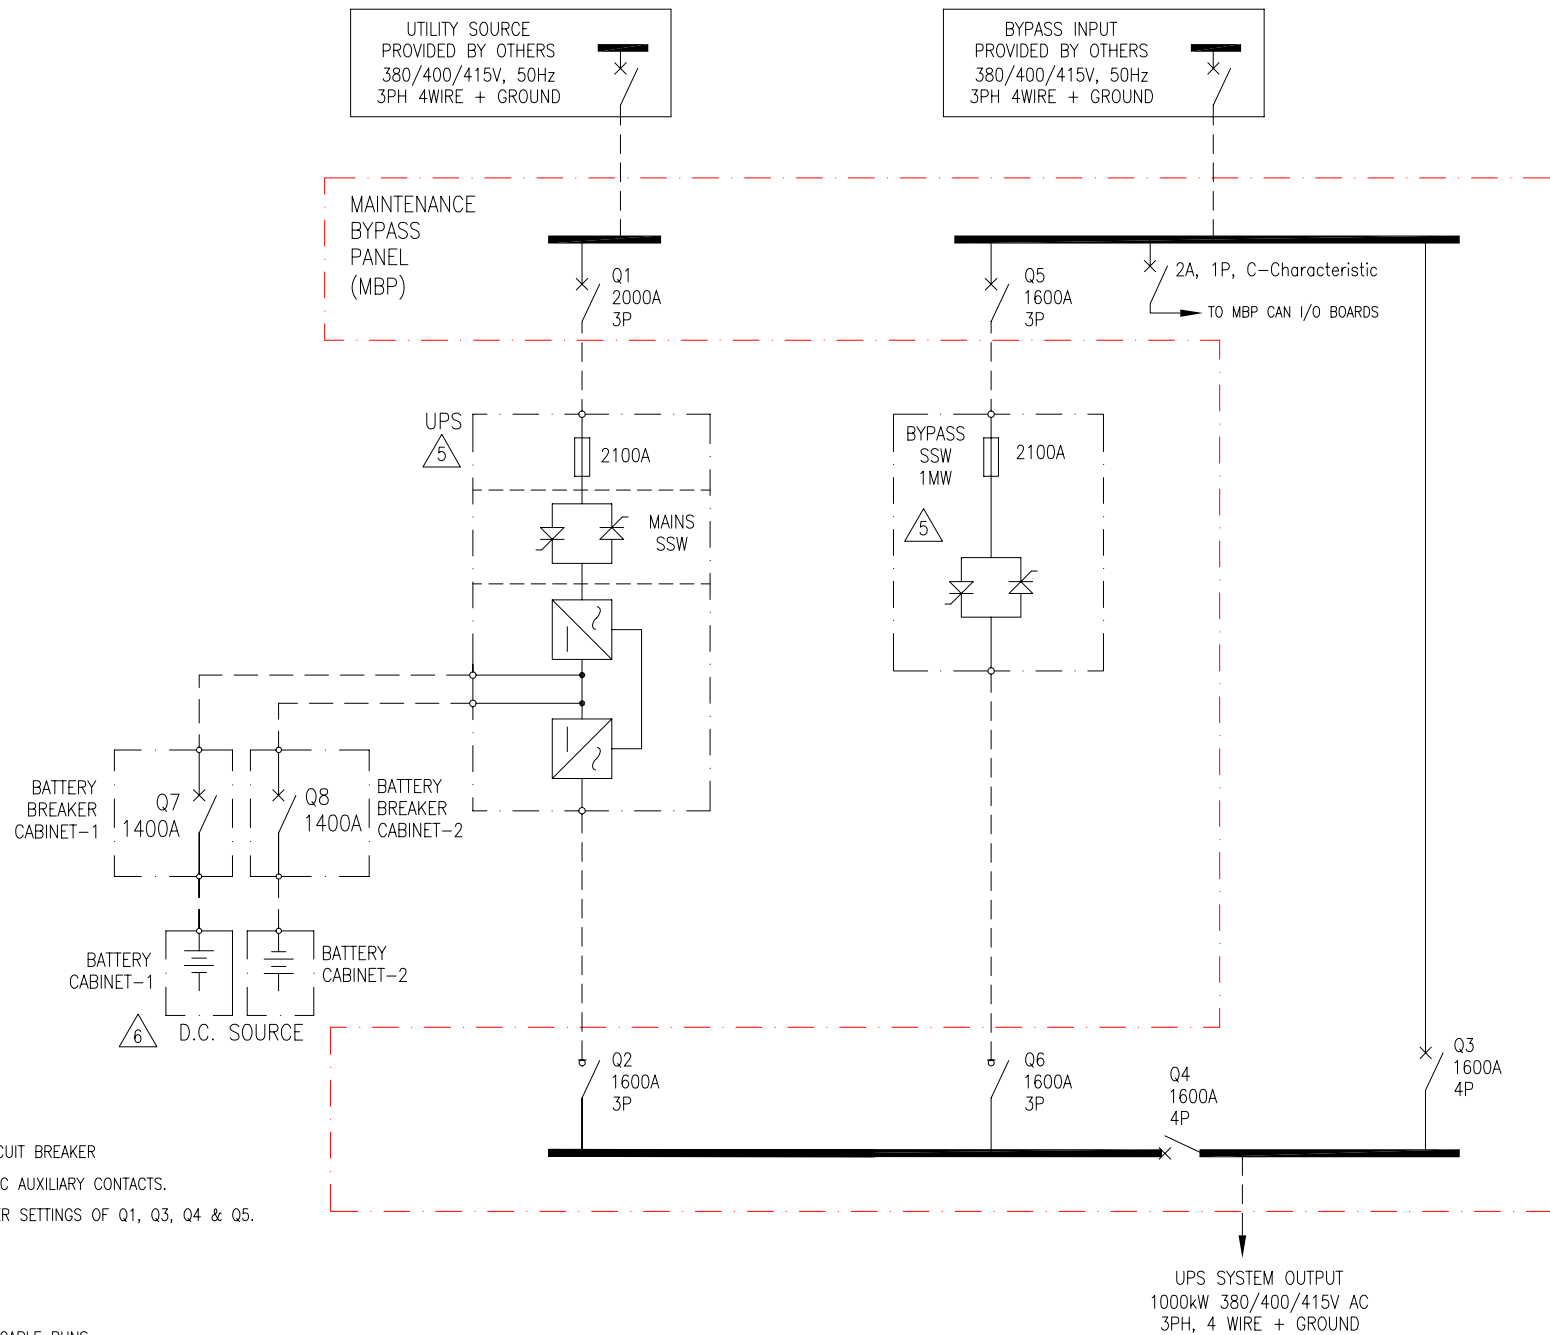 UTILITY SOURCE
PROVIDED BY OTHERS
380/400/415V, 50Hz
3PH 4WIRE + GROUND
BYPASS INPUT
PROVIDED BY OTHERS
380/400/415V, 50Hz
3PH 4WIRE + GROUND
MAINTENANCE
BYPASS
PANEL
(MBP)
Q1
2000A
3P
Q5
1600A
3P
2A, 1P, C-Characteristic
TO MBP CAN I/O BOARDS
UPS
5
2100A
MAINS
SSW
BYPASS
SSW
1MW
5
2100A
BATTERY
BREAKER
CABINET-1
Q7
1400A
Q8
1400A
BATTERY
BREAKER
CABINET-2
BATTERY
CABINET-1
BATTERY
CABINET-2
6
D.C. SOURCE
Q2
1600A
3P
Q6
1600A
3P
Q4
1600A
4P
Q3
1600A
4P
CUIT BREAKER
C AUXILIARY CONTACTS.
ER SETTINGS OF Q1, Q3, Q4 & Q5.
UPS SYSTEM OUTPUT
1000kW 380/400/415V AC
3PH, 4 WIRE + GROUND